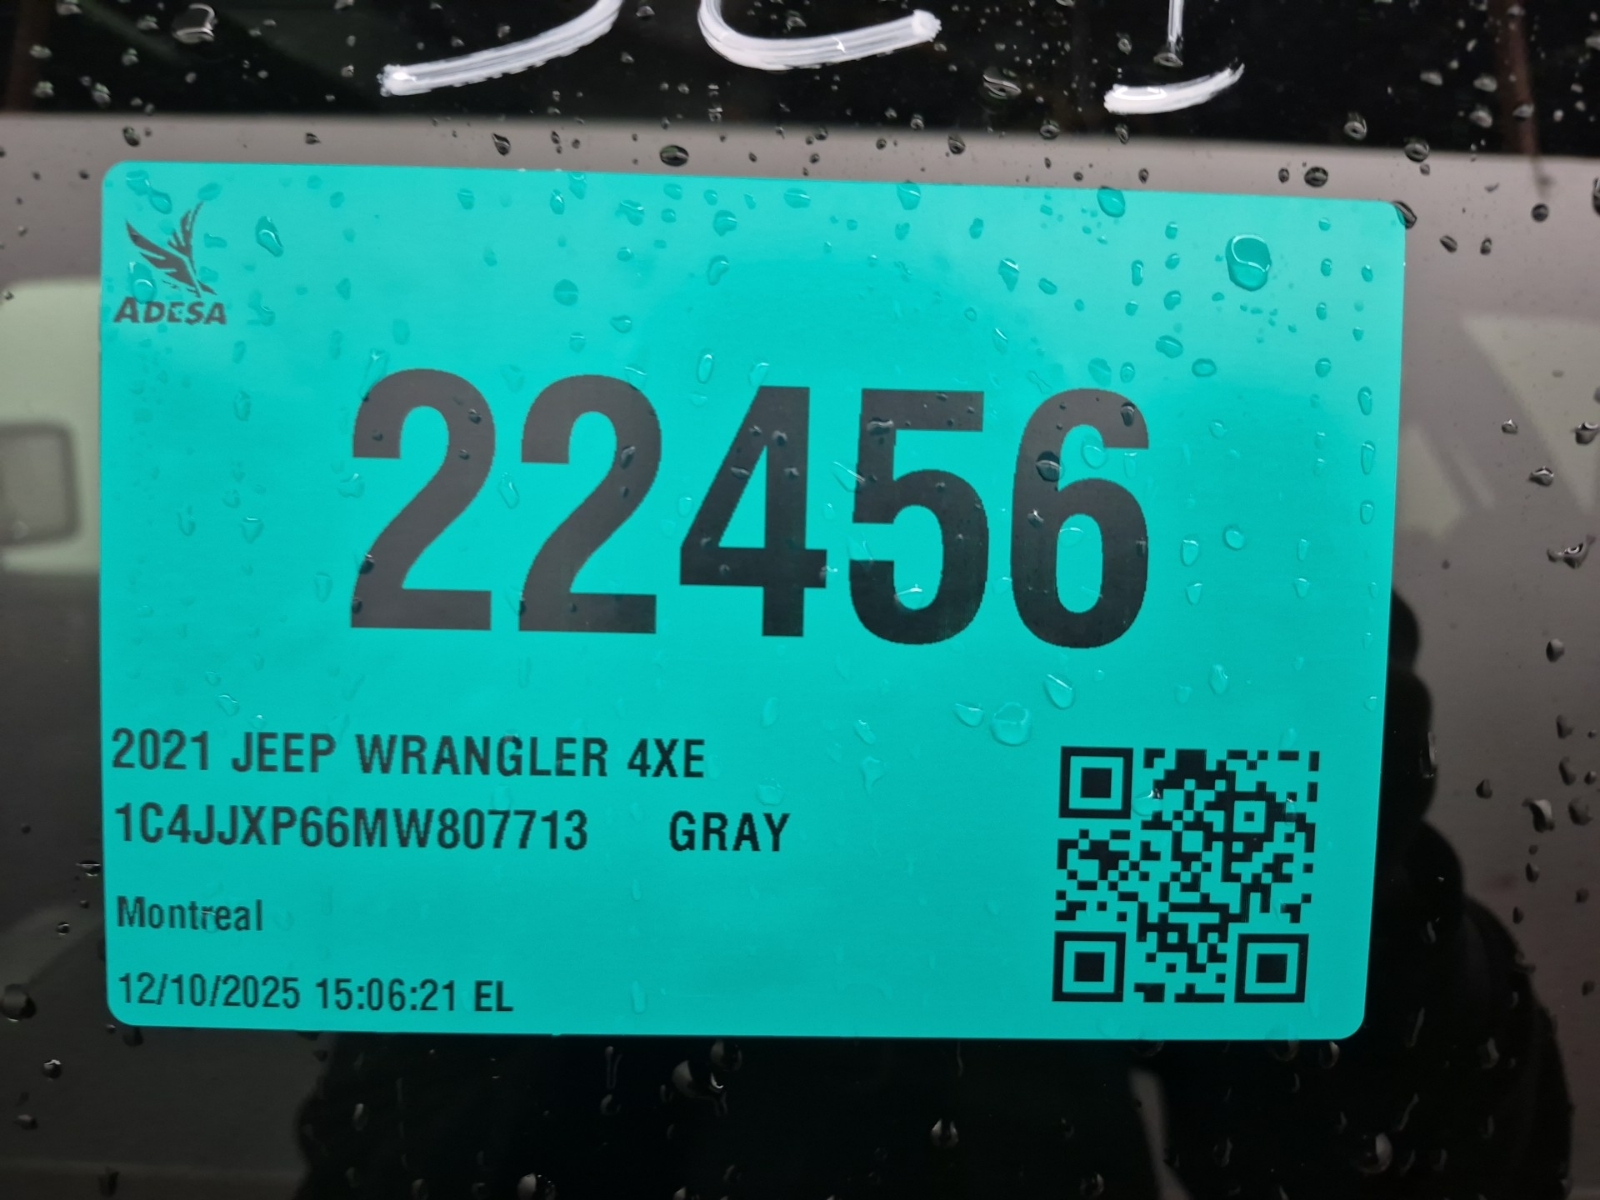 ADESA
22456
2021 JEEP WRANGLER 4XE
1C4JJXP66MW807713 GRAY
Montreal
12/10/2025 15:06:21 EL